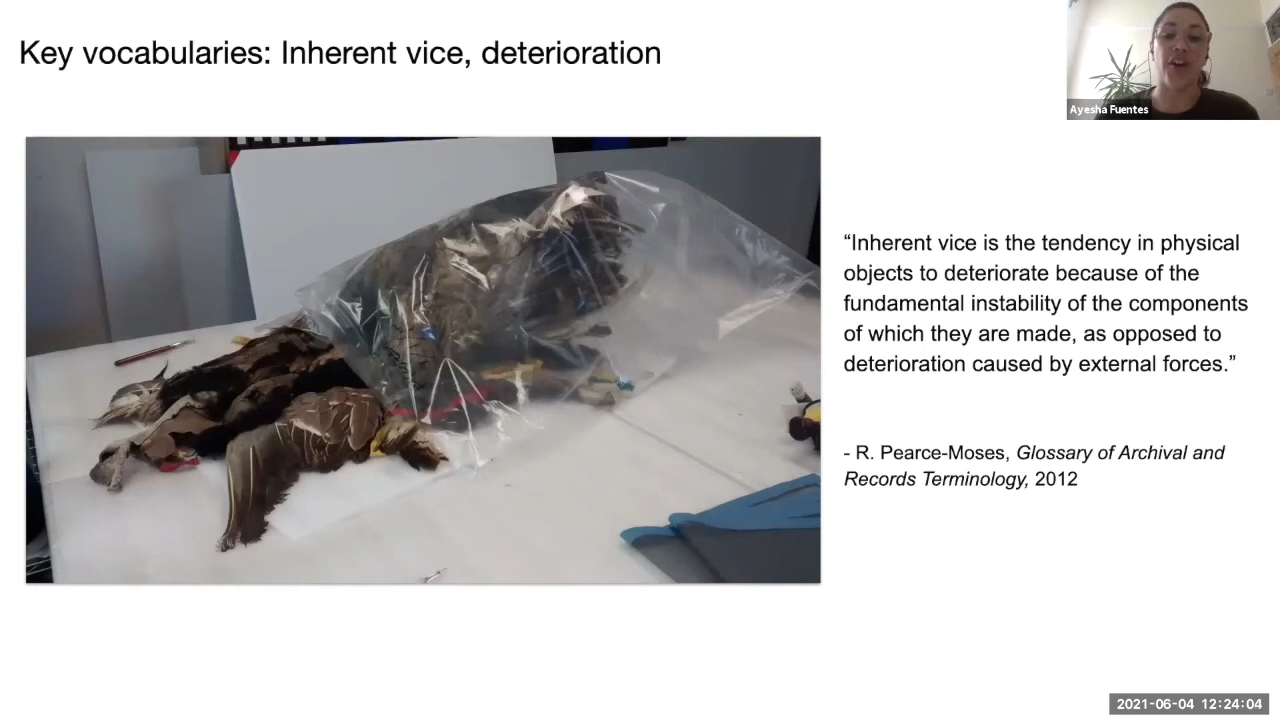 Key vocabularies: Inherent vice, deterioration
Ayesha Fuentes
“Inherent vice is the tendency in physical
objects to deteriorate because of the
fundamental instability of the components
of which they are made, as opposed to
deterioration caused by external forces.”
- R. Pearce-Moses, Glossary of Archival and
Records Terminology, 2012
2021-06-04 12:24:04